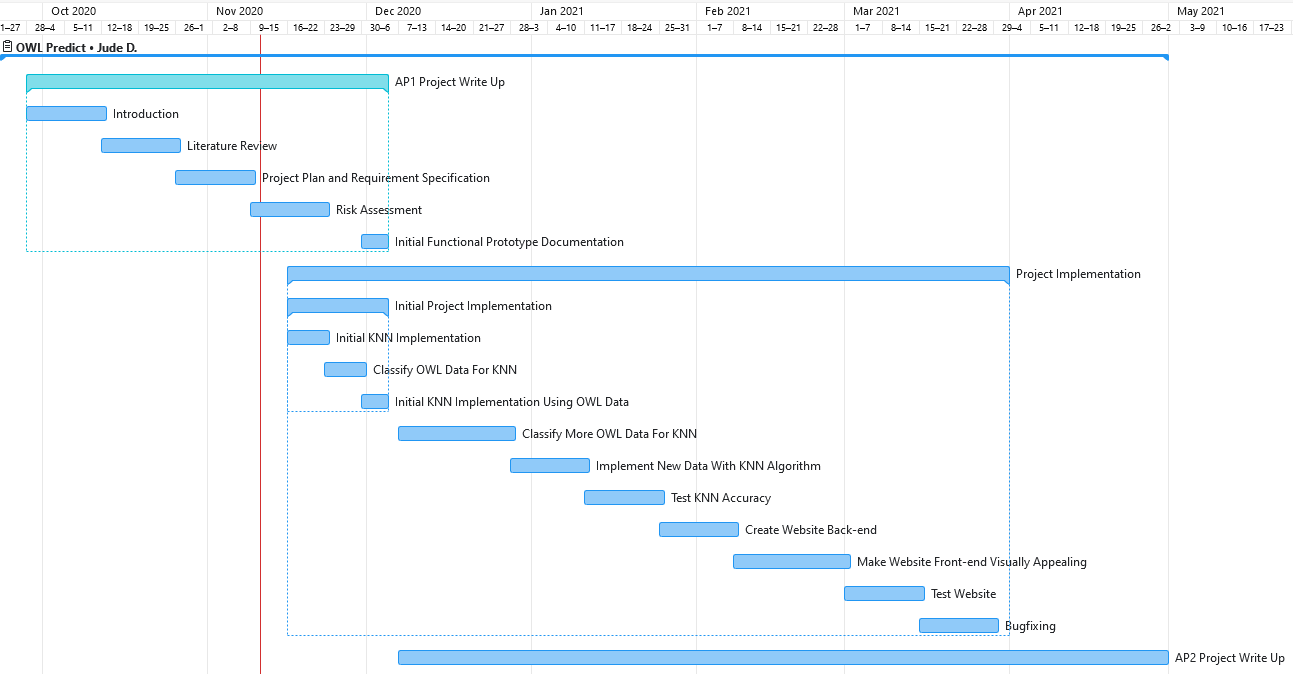 Oct 2020 Nov 2020 Dec 2020 Jan 2021 Feb 2021 Mar 2021 Apr 2021 May 2021
1–27 28–4 5–11 12–18 19–25 26–1 2–8 9–15 16–22 23–29 30–6 7–13 14–20 21–27 28–3 4–10 11–17 18–24 25–31 1–7 8–14 15–21 22–28 1–7 8–14 15–21 22–28 29–4 5–11 12–18 19–25 26–2 3–9 10–16 17–23
OWL Predict • Jude D.
AP1 Project Write Up
Introduction
Literature Review
Project Plan and Requirement Specification
Risk Assessment
Initial Functional Prototype Documentation
Project Implementation
Initial Project Implementation
Initial KNN Implementation
Classify OWL Data For KNN
Initial KNN Implementation Using OWL Data
Classify More OWL Data For KNN
Implement New Data With KNN Algorithm
Test KNN Accuracy
Create Website Back-end
Make Website Front-end Visually Appealing
Test Website
Bugfixing
AP2 Project Write Up